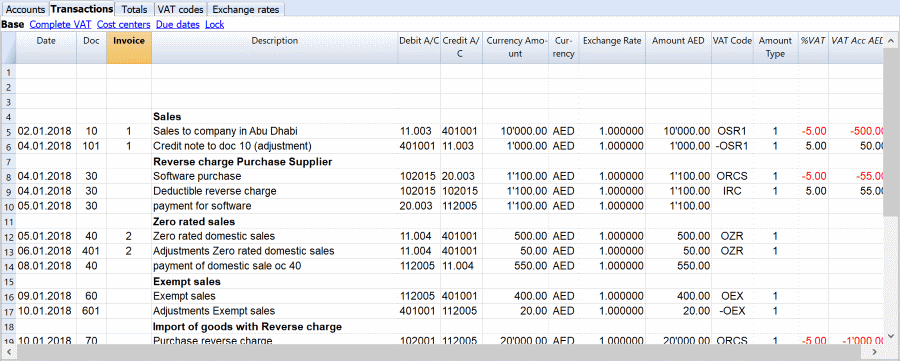 Accounts Transactions Totals VAT codes Exchange rates
Base Complete VAT Cost centers Due dates Lock
Date Doc Invoice Description Debit A/C Credit A/C Currency Amo-unt Cur-rency Exchange Rate Amount AED VAT Code Amount Type %VAT VAT Acc AED
1
2
3
4 Sales
5 02.01.2018 10 1 Sales to company in Abu Dhabi 11.003 401001 10'000.00 AED 1.000000 10'000.00 OSR1 1 -5.00 -500.00
6 04.01.2018 101 1 Credit note to doc 10 (adjustment) 401001 11.003 1'000.00 AED 1.000000 1'000.00 -OSR1 1 5.00 50.00
7 Reverse charge Purchase Supplier
8 04.01.2018 30 Software purchase 102015 20.003 1'100.00 AED 1.000000 1'100.00 ORCS 1 -5.00 -55.00
9 04.01.2018 30 Deductible reverse charge 102015 102015 1'100.00 AED 1.000000 1'100.00 IRC 1 5.00 55.00
10 05.01.2018 30 payment for software 20.003 112005 1'100.00 AED 1.000000 1'100.00
11 Zero rated sales
12 05.01.2018 40 2 Zero rated domestic sales 11.004 401001 500.00 AED 1.000000 500.00 OZR 1
13 06.01.2018 401 2 Adjustments Zero rated domestic sales 11.004 401001 50.00 AED 1.000000 50.00 OZR 1
14 08.01.2018 40 payment of domestic sale oc 40 112005 11.004 550.00 AED 1.000000 550.00
15 Exempt sales
16 09.01.2018 60 Exempt sales 112005 401001 400.00 AED 1.000000 400.00 OEX 1
17 10.01.2018 601 Adjustments Exempt sales 401001 112005 20.00 AED 1.000000 20.00 -OEX 1
18 Import of goods with Reverse charge
19 10.01.2018 70 Purchase reverse charge 102001 112005 20'000.00 AED 1.000000 20'000.00 ORCS 1 -5.00 -1'000.00